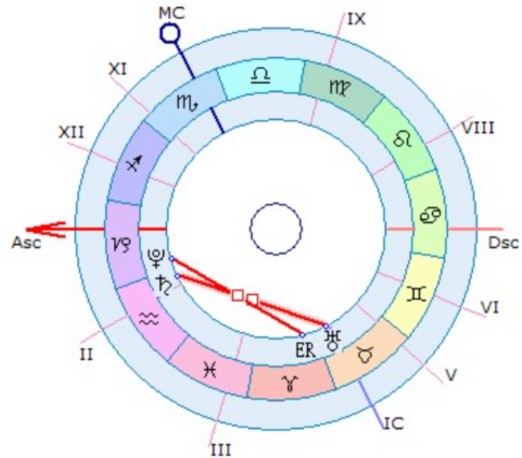 MC
IX
XI
♎
♍
♏
VIII
XII
♌
♐
♋
Asc
♑
Dsc
♇
♄
♊
VI
♒
II
ER
♅
♉
V
♓
♈
IC
III